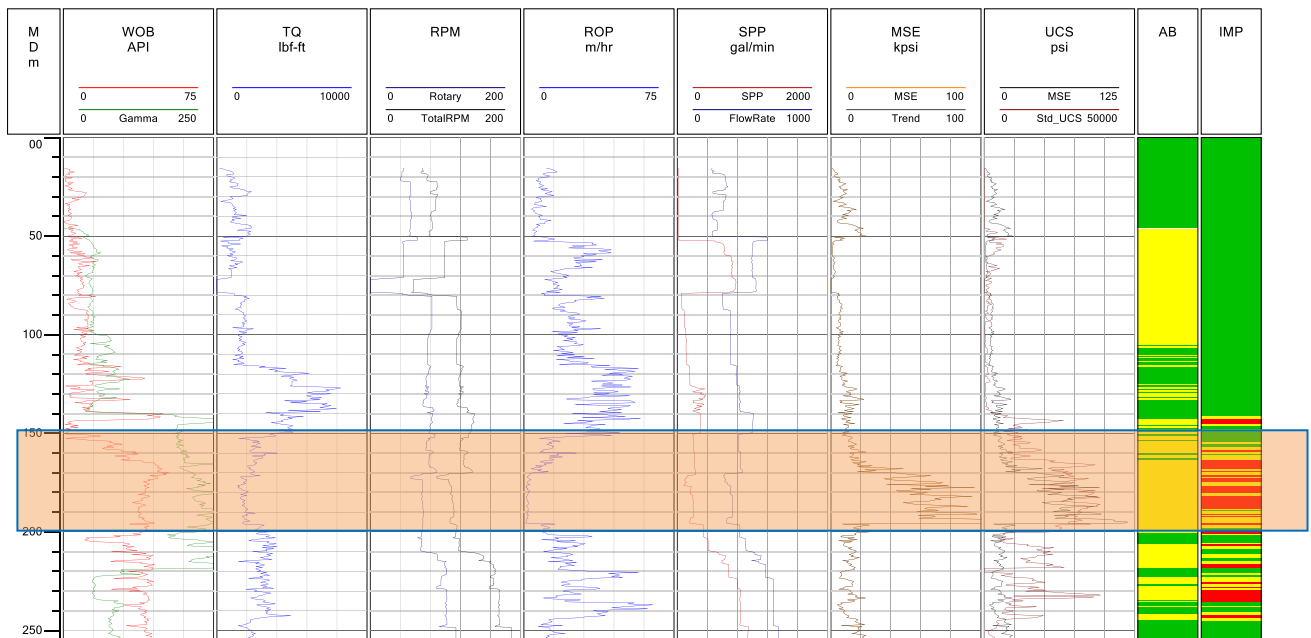 M
D
m
WOB
API
0 75
0 Gamma 250
TQ
lbf-ft
0 10000
RPM
0 Rotary 200
0 TotalRPM 200
ROP
m/hr
0 75
SPP
gal/min
0 SPP 2000
0 FlowRate 1000
MSE
kpsi
0 MSE 100
0 Trend 100
UCS
psi
0 MSE 125
0 Std_UCS 50000
AB
IMP
00
50
100
150
200
250